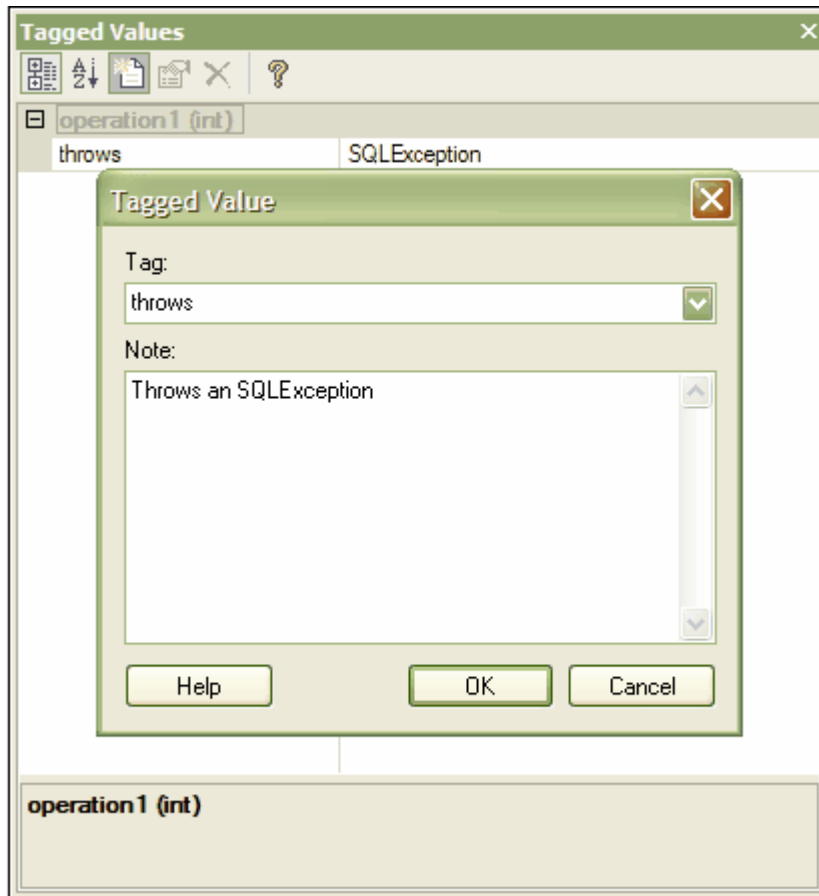 Tagged Values
operation1 (int)
throws SQLException
Tagged Value
Tag:
throws
Note:
Throws an SQLException
Help OK Cancel
operation1 (int)